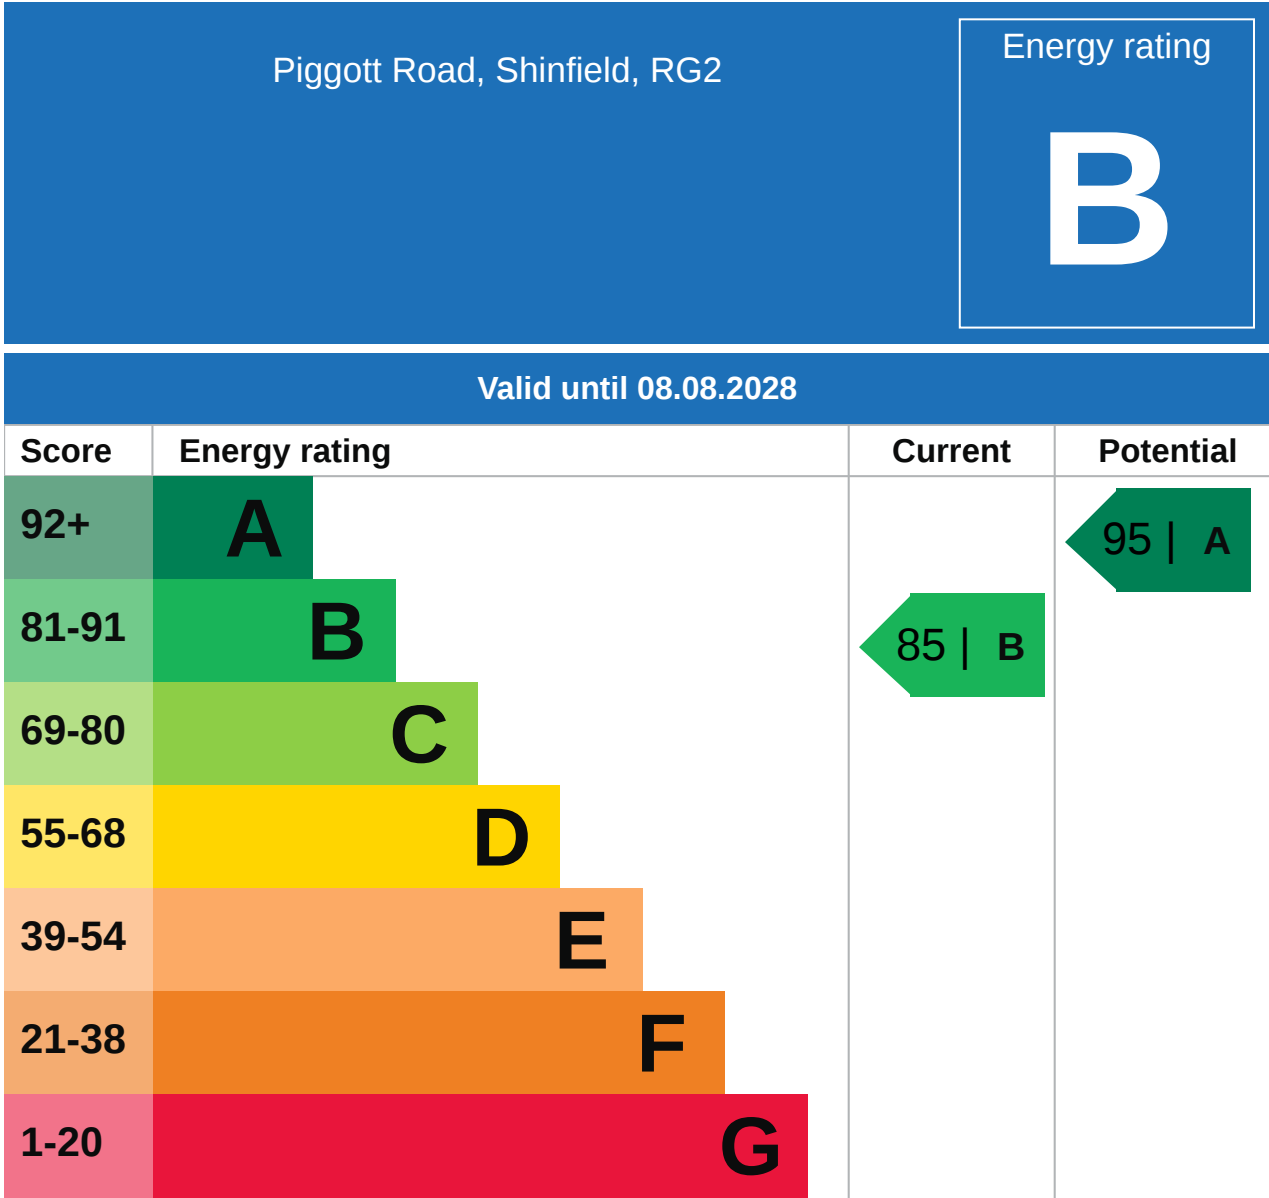 Piggott Road, Shinfield, RG2
Energy rating
B
Valid until 08.08.2028
Score Energy rating Current Potential
92+ A 95 | A
81-91 B 85 | B
69-80 C
55-68 D
39-54 E
21-38 F
1-20 G